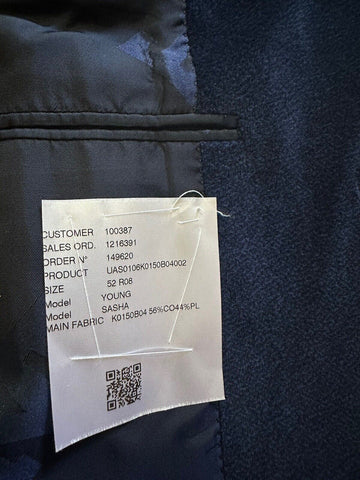 CUSTOMER 100387
SALES ORD. 1216391
ORDER N° 149620
PRODUCT UAS0106K0150B04002
SIZE 52 R08
Model YOUNG
Model SASHA
MAIN FABRIC K0150B04 56%CO44%PL